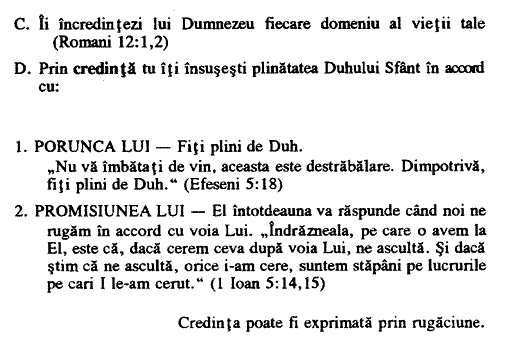 C. Îi încredinţezi lui Dumnezeu fiecare domeniu al vieţii tale
(Romani 12:1,2)
D. Prin credinţă tu îţi însuşeşti plinătatea Duhului Sfânt în accord
cu:
1. PORUNCA LUI — Fiţi plini de Duh.
„Nu vă îmbătaţi de vin, aceasta este destrăbălare. Dimpotrivă,
fiţi plini de Duh.“ (Efeseni 5:18)
2. PROMISIUNEA LUI — El întotdeauna va răspunde când noi ne
rugăm în accord cu voia Lui. „Îndrăzneala, pe care o avem la
El, este că, dacă cerem ceva după voia Lui, ne ascultă. Şi dacă
ştim că ne ascultă, orice i-am cere, suntem stăpâni pe lucrurile
pe cari I le-am cerut.“ (1 Ioan 5:14,15)
Credinţa poate fi exprimată prin rugăciune.